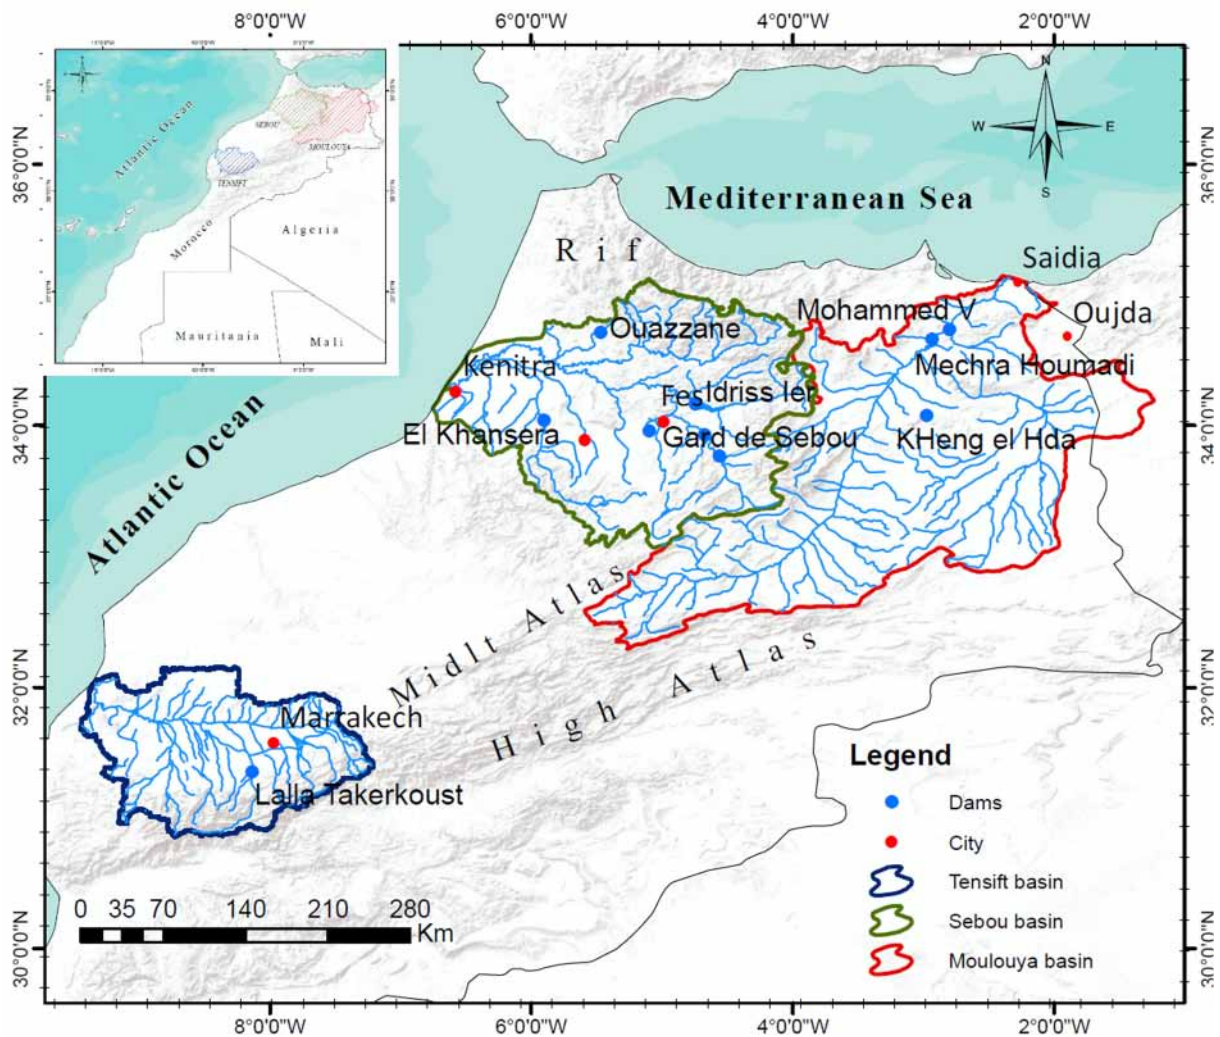 8°0'0"W
6°0'0"W
4°0'0"W
2°0'0"W
36°0'0"N
34°0'0"N
32°0'0"N
30°0'0"N
Atlantic Ocean
SEBOU
MOULOUYA
TENSIFT
Morocco
Algeria
Mauritania
Mali
N
W
E
S
Mediterranean Sea
Rif
Saidia
Mohammed V
Oujda
Ouazzane
Mechra Houmadi
Kenitra
Fes
Idriss Ier
El Khansera
Gard de Sebou
KHeng el Hda
Atlantic Ocean
Midlt Atlas
High Atlas
Marrakech
Lalla Takerkoust
Legend
Dams
City
Tensift basin
Sebou basin
Moulouya basin
0 35 70 140 210 280
Km
36°0'0"N
34°0'0"N
32°0'0"N
30°0'0"N
8°0'0"W
6°0'0"W
4°0'0"W
2°0'0"W